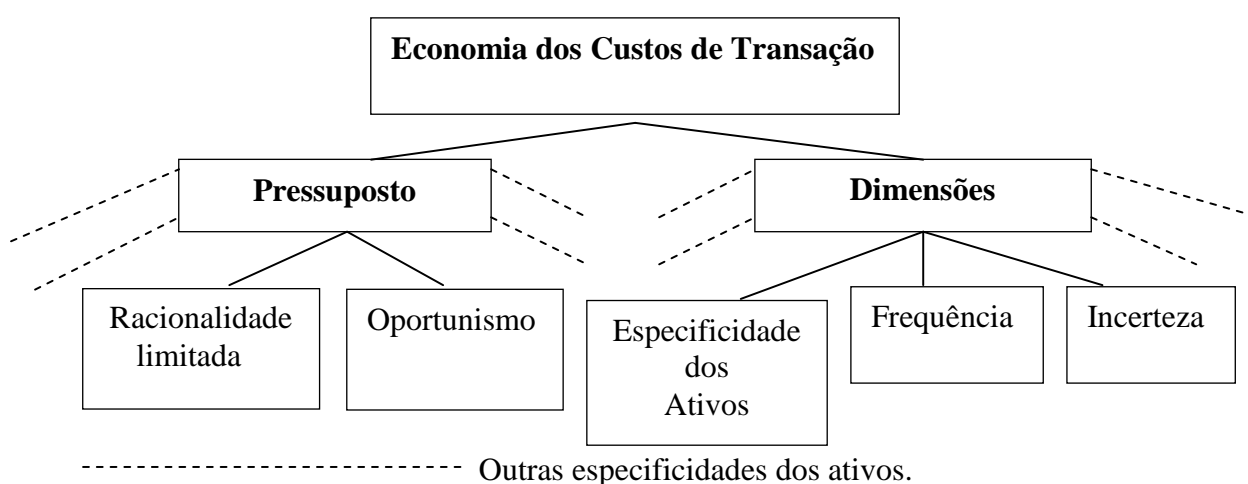 Economia dos Custos de Transação
Pressuposto
Dimensões
Racionalidade
limitada
Oportunismo
Especificidade
dos
Ativos
Frequência
Incerteza
Outras especificidades dos ativos.